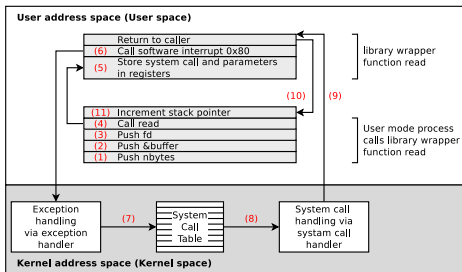 User address space (User space)
Return to caller
(6) Call software interrupt 0x80
(5) Store system call and parameters
in registers
library wrapper
function read
(10)
(9)
(11) Increment stack pointer
(4) Call read
(3) Push fd
(2) Push &buffer
(1) Push nbytes
User mode process
calls library wrapper
function read
Exception
handling
via exception
handler
(7)
System
Call
Table
(8)
System call
handling via
systam call
handler
Kernel address space (Kernel space)